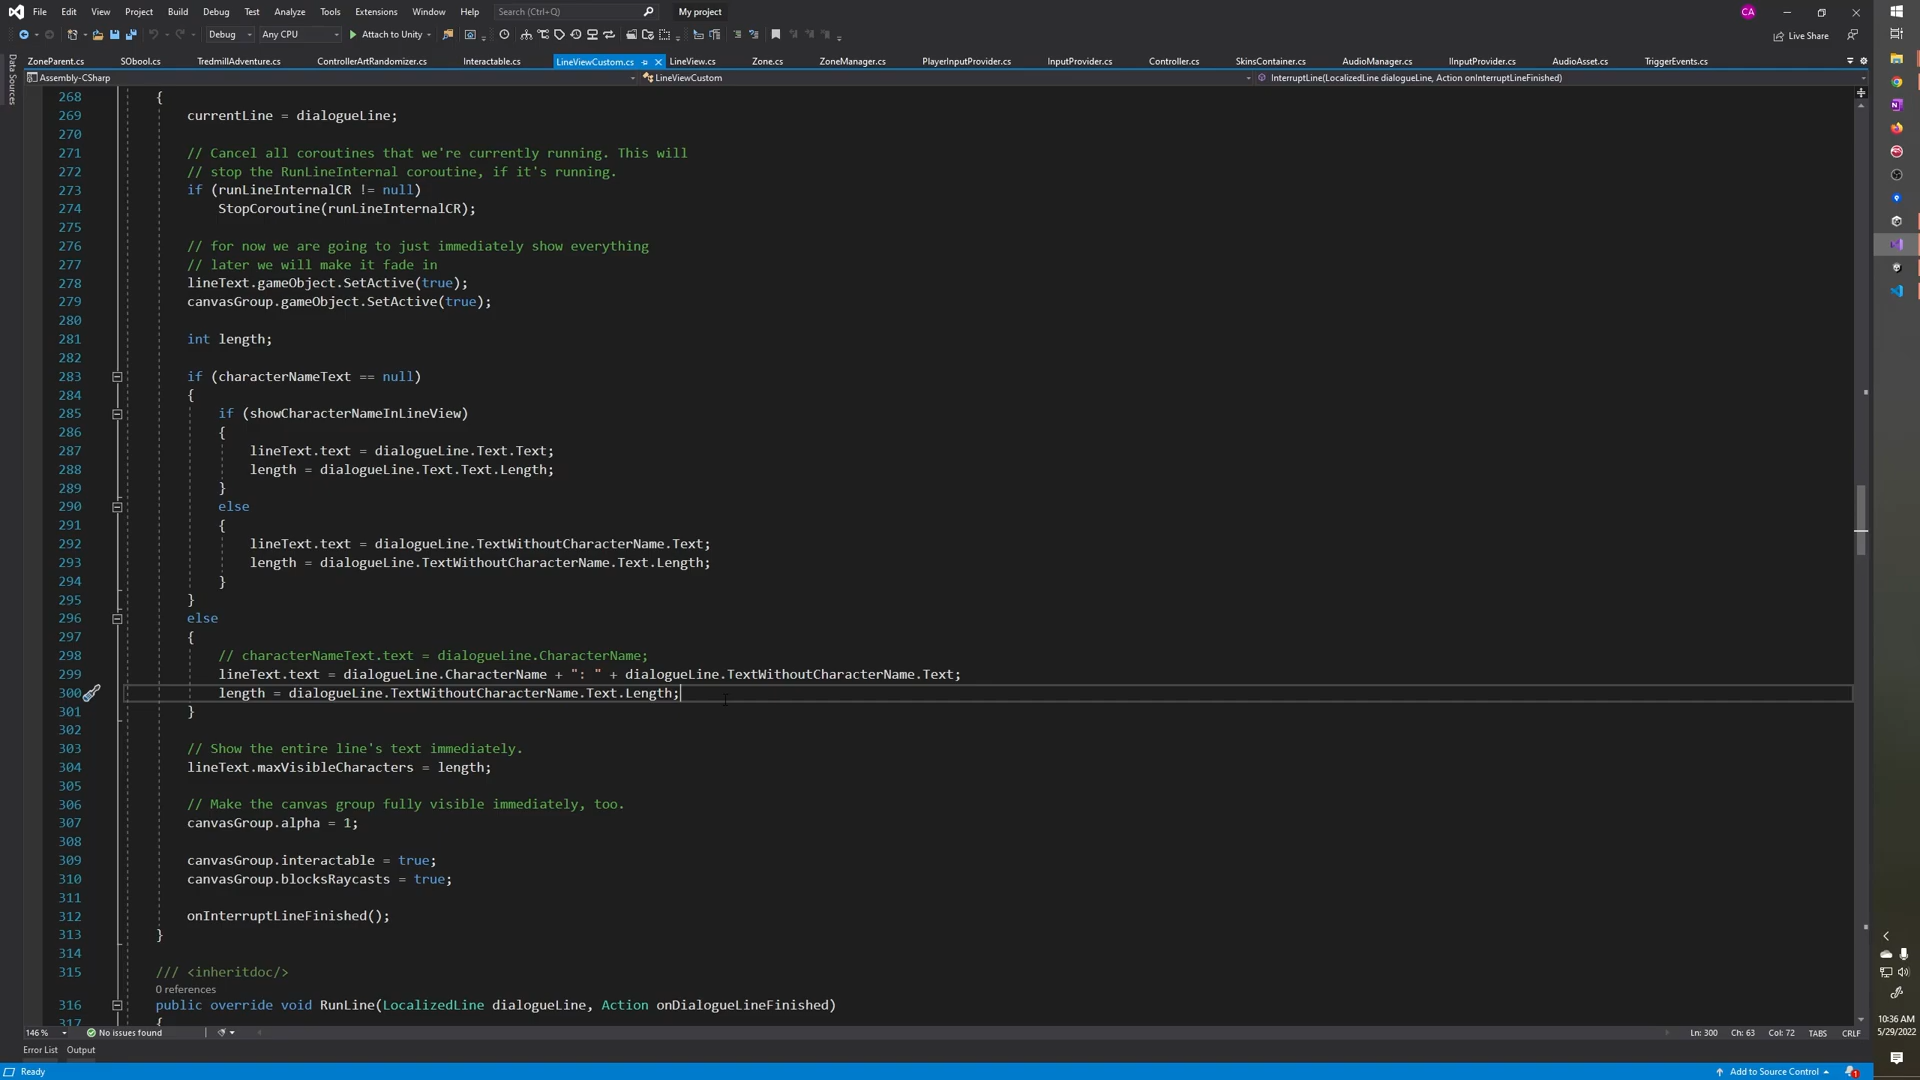 File Edit View Project Build Debug Test Analyze Tools Extensions Window Help Search (Ctrl+Q) My project CA
Debug Any CPU Attach to Unity Live Share
ZoneParent.cs SObool.cs TredmillAdventure.cs ControllerArtRandomizer.cs Interactable.cs LineViewCustom.cs LineView.cs Zone.cs ZoneManager.cs PlayerInputProvider.cs InputProvider.cs Controller.cs SkinsContainer.cs AudioManager.cs IInputProvider.cs AudioAsset.cs TriggerEvents.cs
Data Sources
Assembly-CSharp LineViewCustom InterruptLine(LocalizedLine dialogueLine, Action onInterruptLineFinished)
268 {
269 currentLine = dialogueLine;
270
271 // Cancel all coroutines that we're currently running. This will
272 // stop the RunLineInternal coroutine, if it's running.
273 if (runLineInternalCR != null)
274 StopCoroutine(runLineInternalCR);
275
276 // for now we are going to just immediately show everything
277 // later we will make it fade in
278 lineText.gameObject.SetActive(true);
279 canvasGroup.gameObject.SetActive(true);
280
281 int length;
282
283 if (characterNameText == null)
284 {
285 if (showCharacterNameInLineView)
286 {
287 lineText.text = dialogueLine.Text.Text;
288 length = dialogueLine.Text.Text.Length;
289 }
290 else
291 {
292 lineText.text = dialogueLine.TextWithoutCharacterName.Text;
293 length = dialogueLine.TextWithoutCharacterName.Text.Length;
294 }
295 }
296 else
297 {
298 // characterNameText.text = dialogueLine.CharacterName;
299 lineText.text = dialogueLine.CharacterName + ": " + dialogueLine.TextWithoutCharacterName.Text;
300 length = dialogueLine.TextWithoutCharacterName.Text.Length;
301 }
302
303 // Show the entire line's text immediately.
304 lineText.maxVisibleCharacters = length;
305
306 // Make the canvas group fully visible immediately, too.
307 canvasGroup.alpha = 1;
308
309 canvasGroup.interactable = true;
310 canvasGroup.blocksRaycasts = true;
311
312 onInterruptLineFinished();
313 }
314
315 /// <inheritdoc/>
0 references
316 public override void RunLine(LocalizedLine dialogueLine, Action onDialogueLineFinished)
317 {
146 % No issues found Ln: 300 Ch: 63 Col: 72 TABS CRLF
Error List Output
Ready Add to Source Control
10:36 AM
5/29/2022